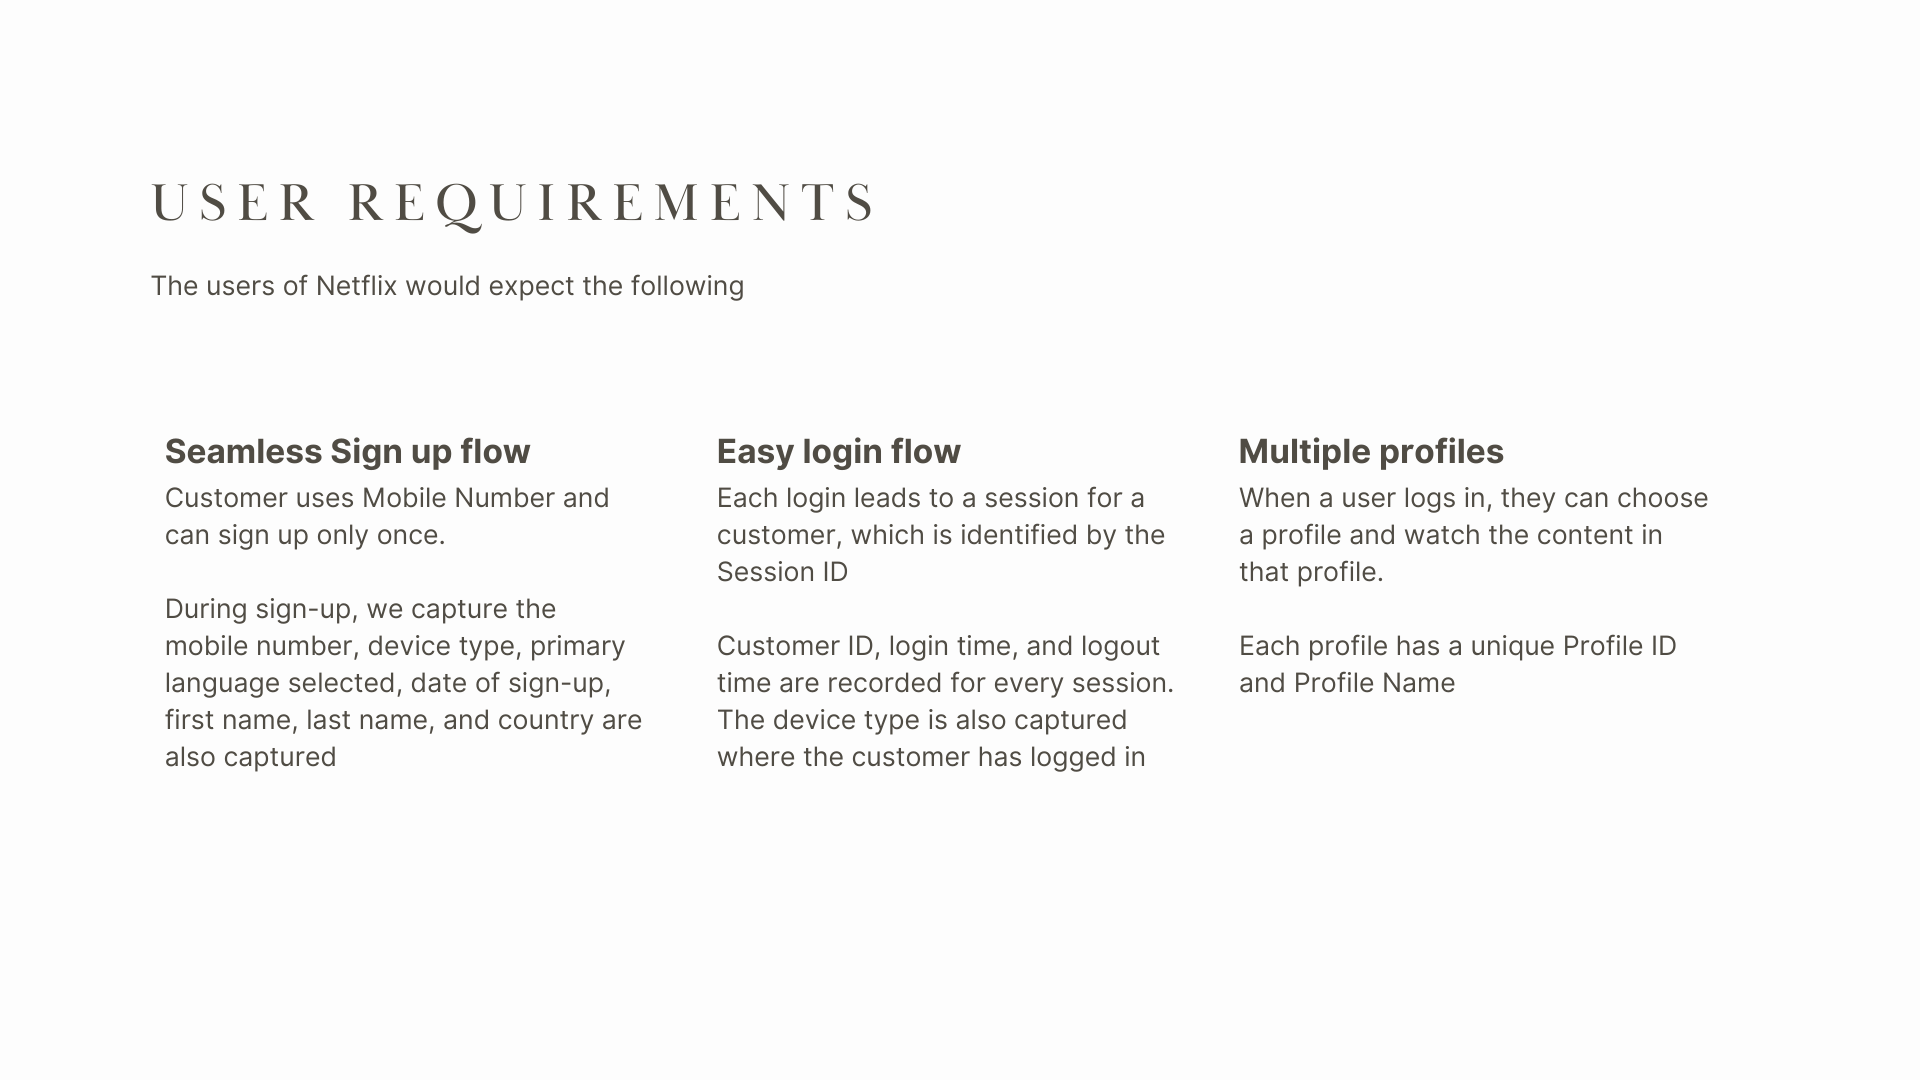 USER REQUIREMENTS
The users of Netflix would expect the following
Seamless Sign up flow
Customer uses Mobile Number and
can sign up only once.
During sign-up, we capture the
mobile number, device type, primary
language selected, date of sign-up,
first name, last name, and country are
also captured
Easy login flow
Each login leads to a session for a
customer, which is identified by the
Session ID
Customer ID, login time, and logout
time are recorded for every session.
The device type is also captured
where the customer has logged in
Multiple profiles
When a user logs in, they can choose
a profile and watch the content in
that profile.
Each profile has a unique Profile ID
and Profile Name